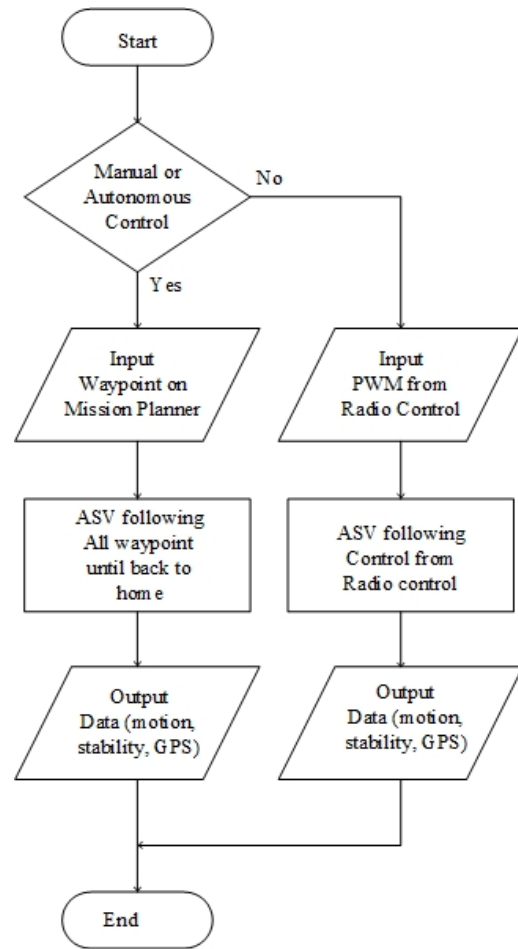 Start
Manual or
Autonomous
Control
No
Yes
Input
Waypoint on
Mission Planner
Input
PWM from
Radio Control
ASV following
All waypoint
until back to
home
ASV following
Control from
Radio control
Output
Data (motion,
stability, GPS)
Output
Data (motion,
stability, GPS)
End